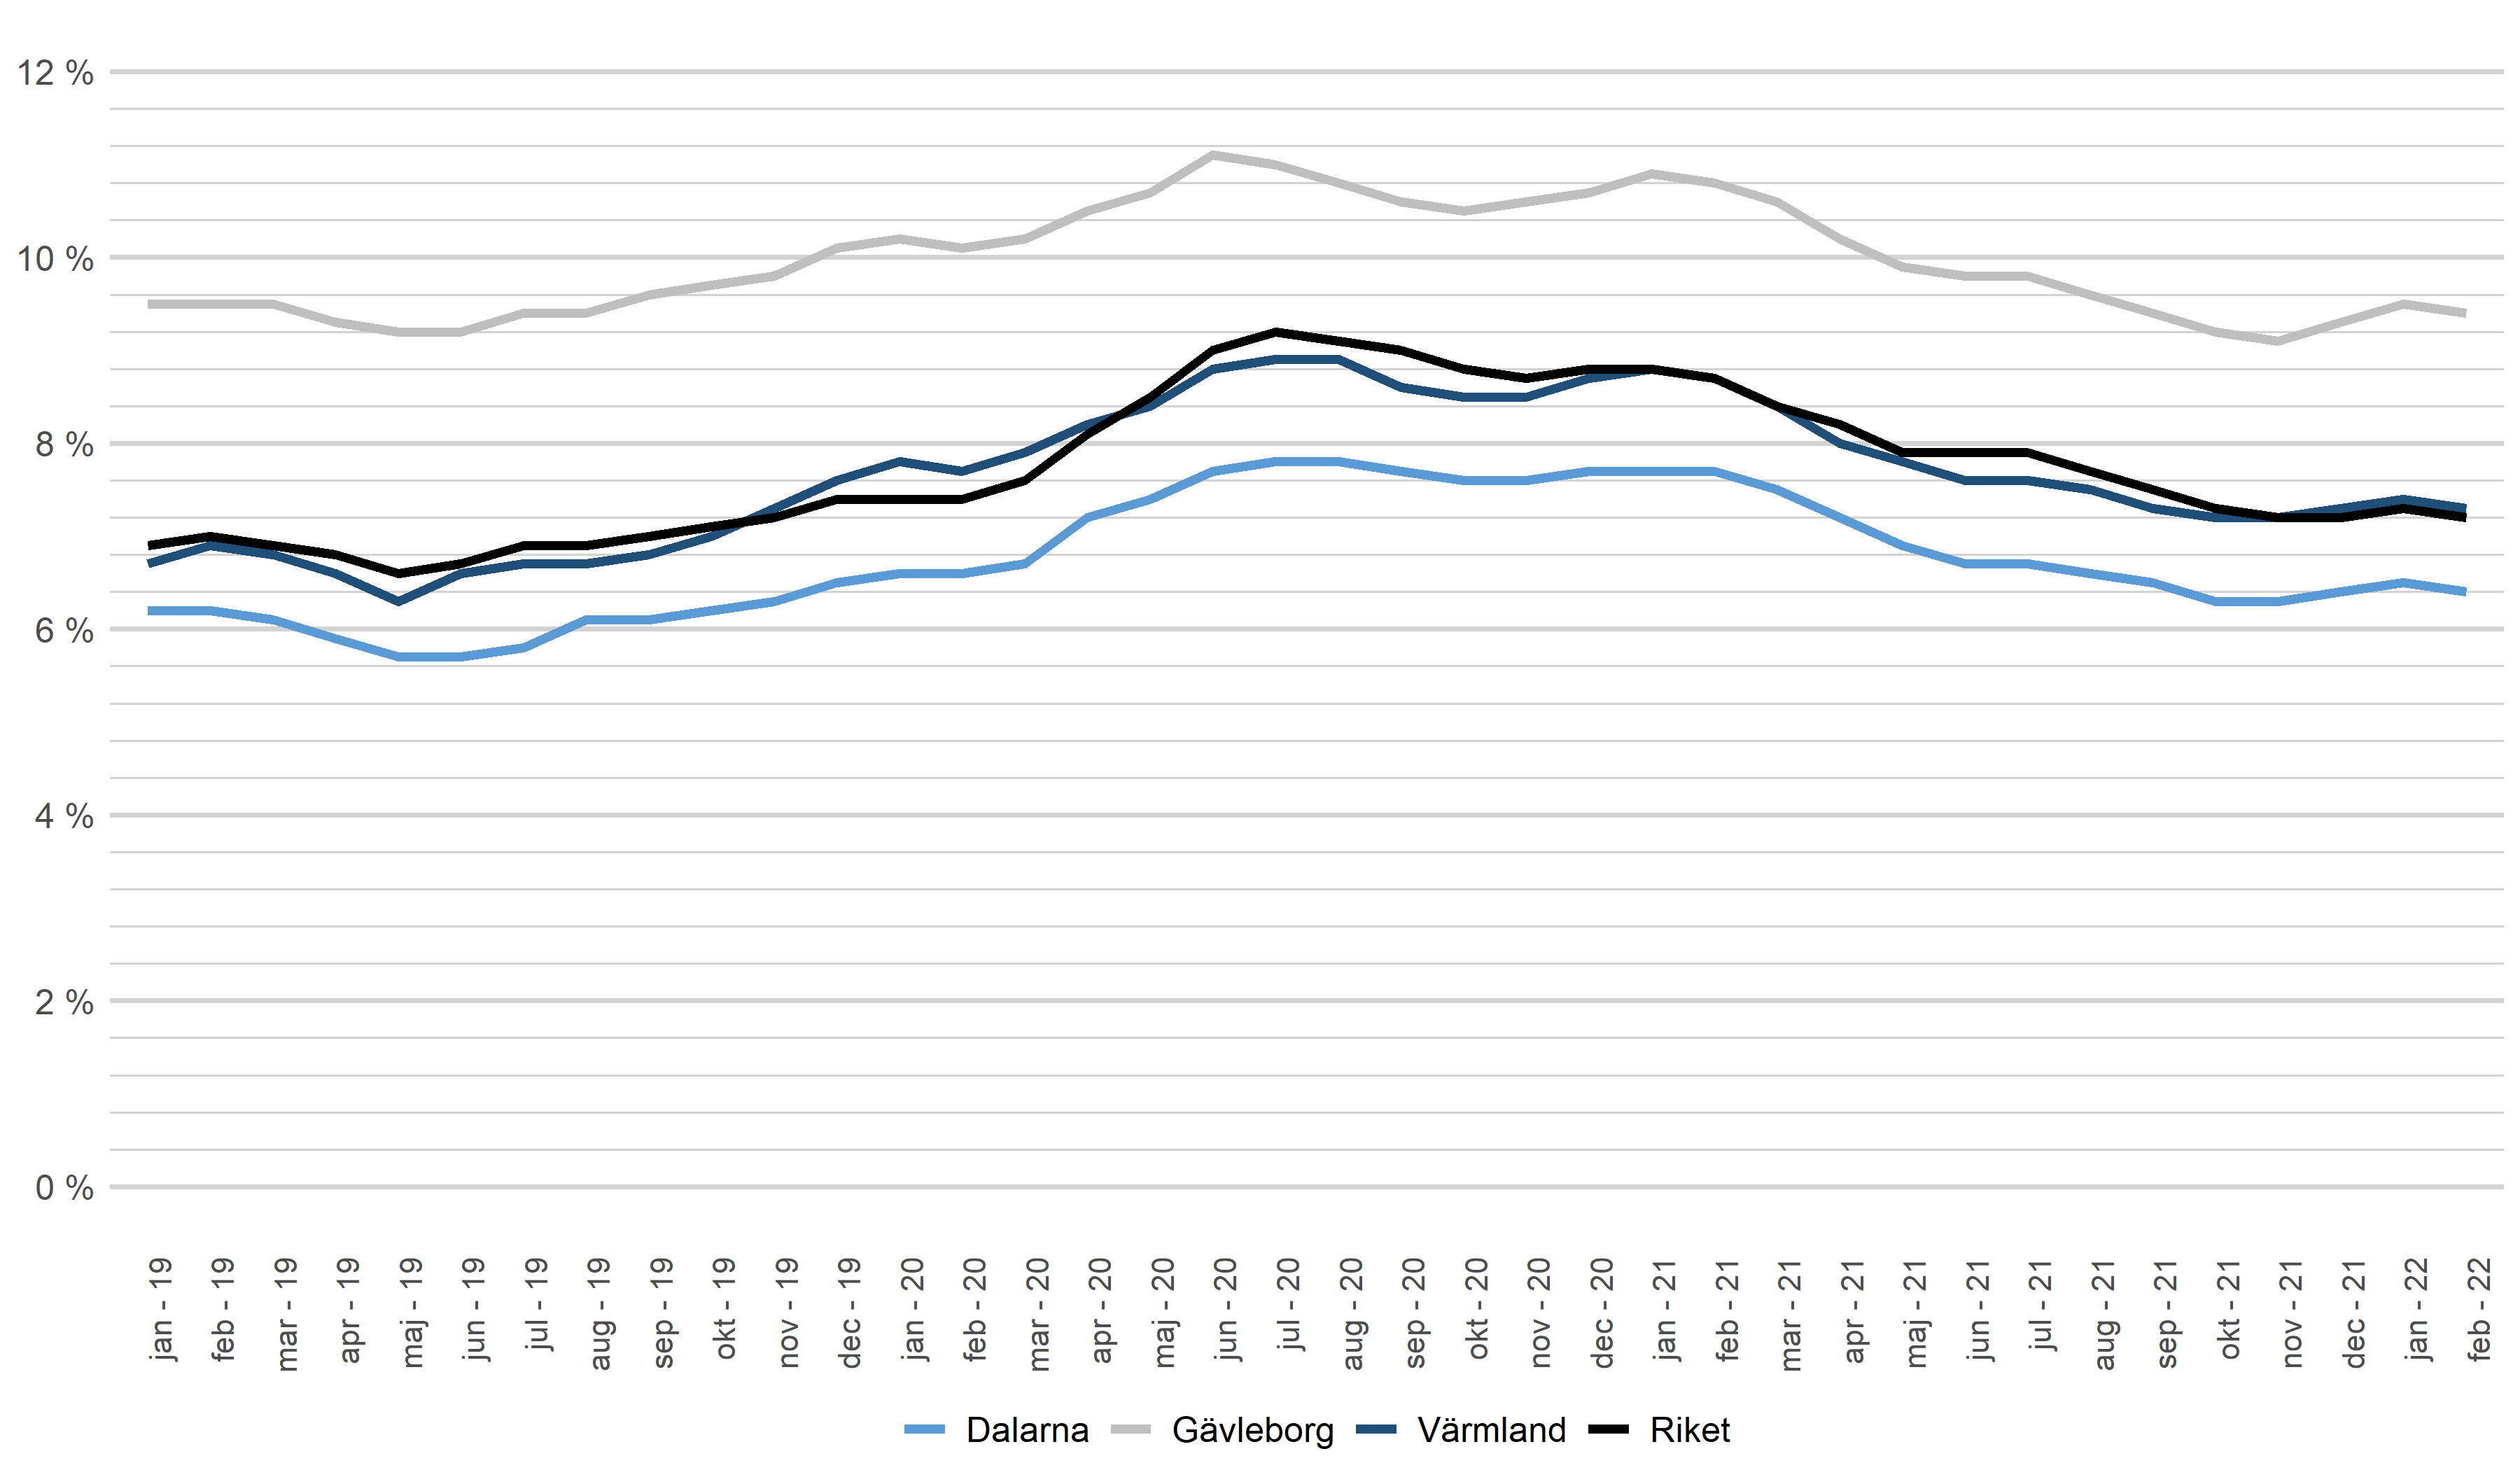 12 %
10 %
8 %
6 %
4 %
2 %
0 %
jan - 19
feb - 19
mar - 19
apr - 19
maj - 19
jun - 19
jul - 19
aug - 19
sep - 19
okt - 19
nov - 19
dec - 19
jan - 20
feb - 20
mar - 20
apr - 20
maj - 20
jun - 20
jul - 20
aug - 20
sep - 20
okt - 20
nov - 20
dec - 20
jan - 21
feb - 21
mar - 21
apr - 21
maj - 21
jun - 21
jul - 21
aug - 21
sep - 21
okt - 21
nov - 21
dec - 21
jan - 22
feb - 22
Dalarna Gävleborg Värmland Riket